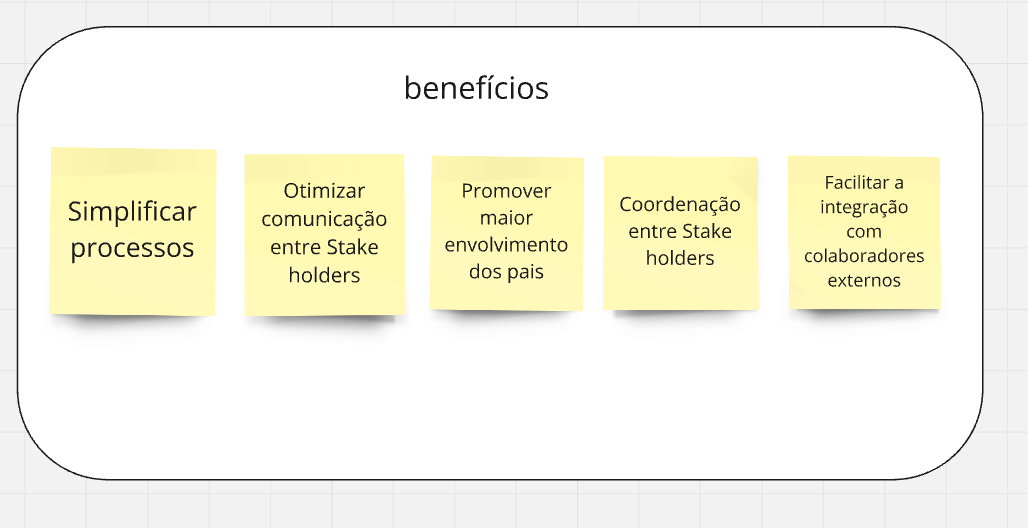 benefícios
Simplificar
processos
Otimizar
comunicação
entre Stake
holders
Promover
maior
envolvimento
dos pais
Coordenação
entre Stake
holders
Facilitar a
integração
com
colaboradores
externos